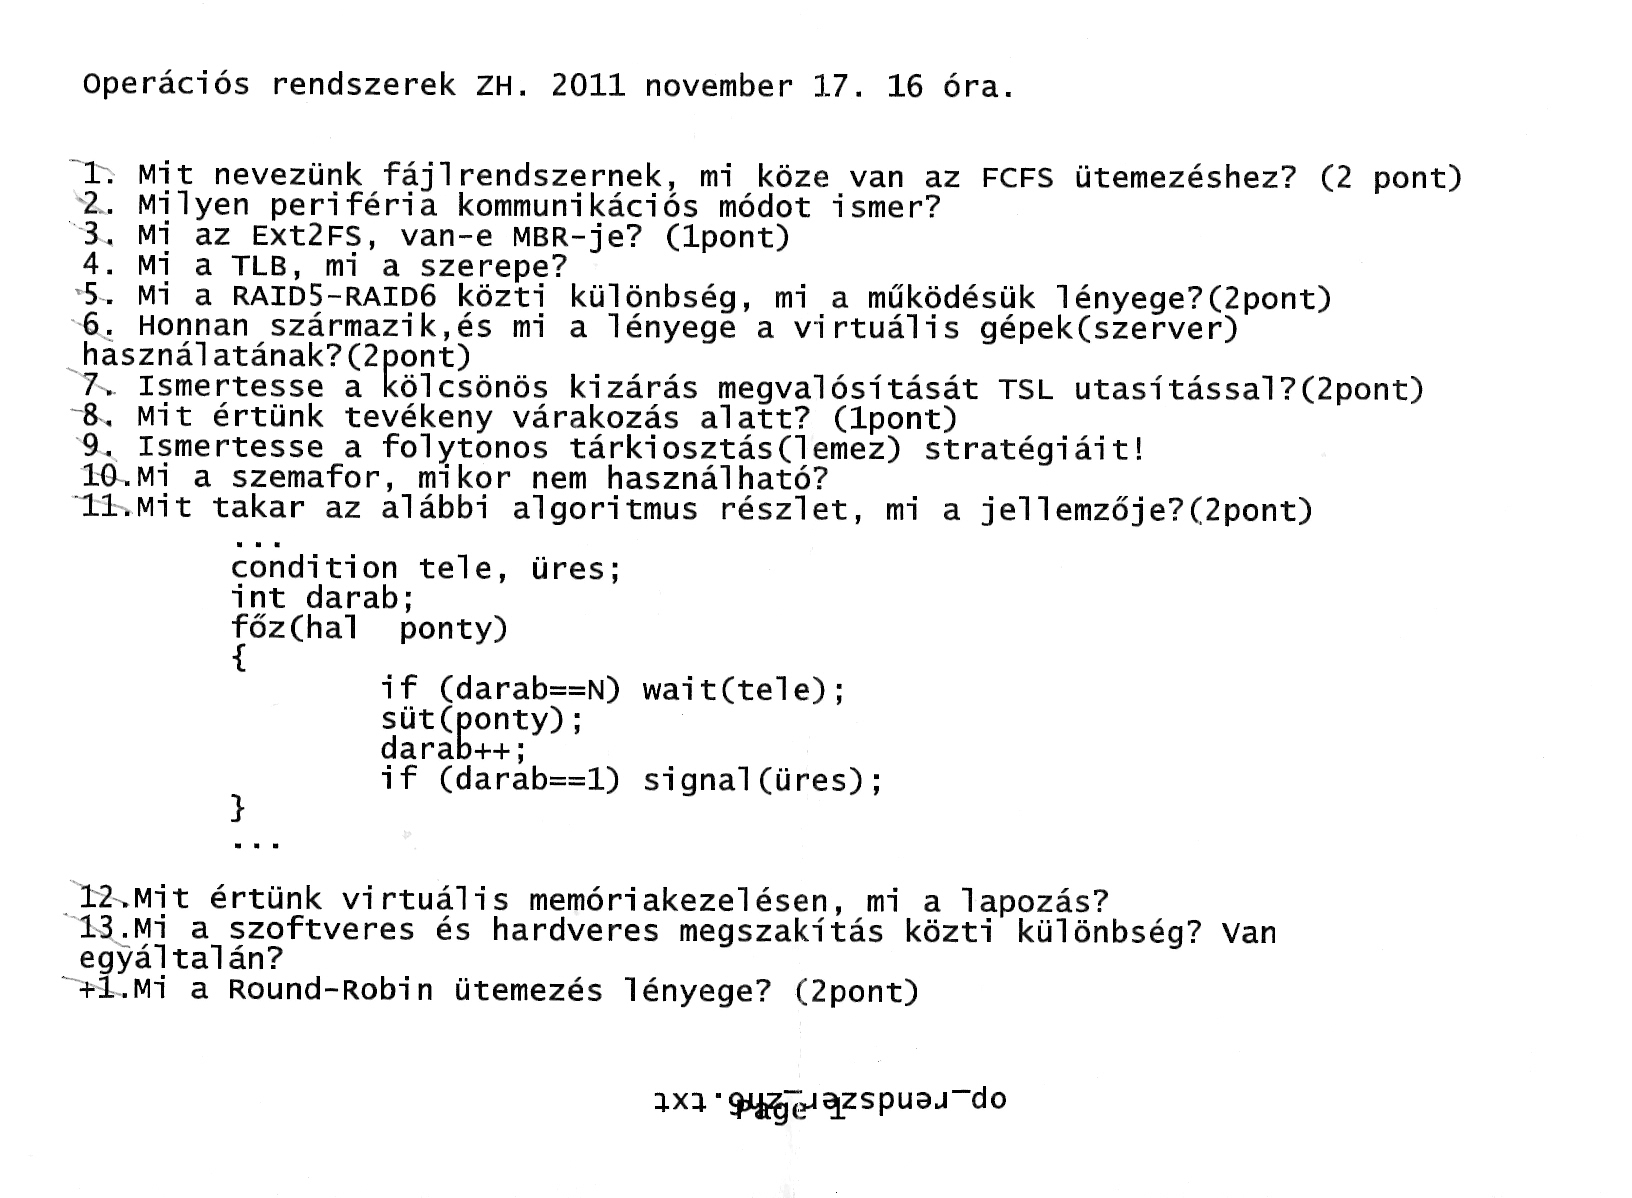 Operációs rendszerek ZH. 2011 november 17. 16 óra.
1. Mit nevezünk fájlrendszernek, mi köze van az FCFS ütemezéshez? (2 pont)
2. Milyen periféria kommunikációs módot ismer?
3. Mi az Ext2FS, van-e MBR-je? (1pont)
4. Mi a TLB, mi a szerepe?
5. Mi a RAID5-RAID6 közti különbség, mi a működésük lényege?(2pont)
6. Honnan származik,és mi a lényege a virtuális gépek(szerver)
használatának?(2pont)
7. Ismertesse a kölcsönös kizárás megvalósítását TSL utasítással?(2pont)
8. Mit értünk tevékeny várakozás alatt? (1pont)
9. Ismertesse a folytonos tárkiosztás(lemez) stratégiáit!
10.Mi a szemafor, mikor nem használható?
11.Mit takar az alábbi algoritmus részlet, mi a jellemzője?(2pont)
...
condition tele, üres;
int darab;
főz(hal  ponty)
{
if (darab==N) wait(tele);
süt(ponty);
darab++;
if (darab==1) signal(üres);
}
...
12.Mit értünk virtuális memóriakezelésen, mi a lapozás?
13.Mi a szoftveres és hardveres megszakítás közti különbség? Van
egyáltalán?
+1.Mi a Round-Robin ütemezés lényege? (2pont)
op_rendszer_zh6.txt
Page 1